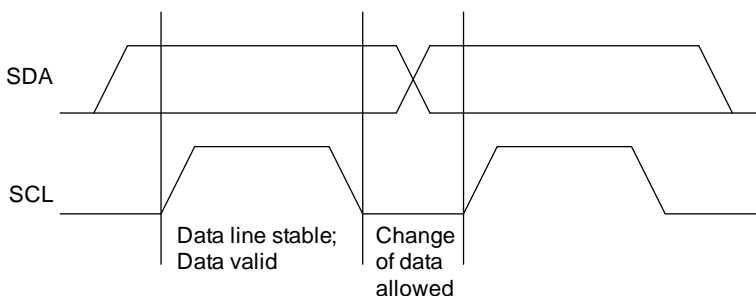 SDA
SCL
Data line stable;
Data valid
Change
of data
allowed